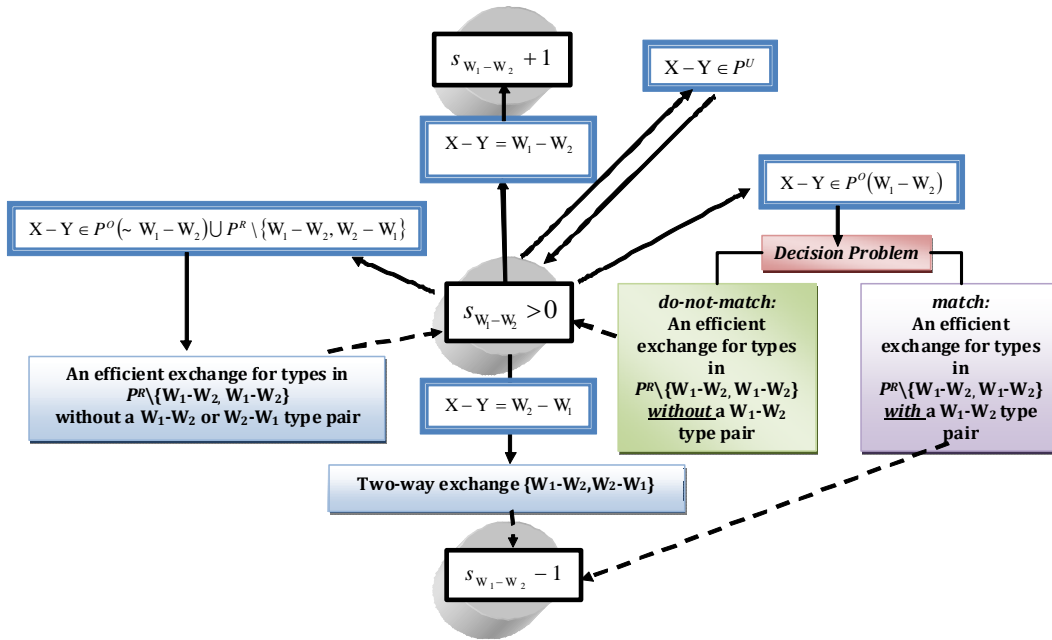 s_{W₁−W₂} + 1
X − Y ∈ P^U
X − Y = W₁ − W₂
X − Y ∈ P^O(W₁ − W₂)
X − Y ∈ P^O(~ W₁ − W₂) ∪ P^R \ {W₁ − W₂, W₂ − W₁}
Decision Problem
s_{W₁−W₂} > 0
do-not-match:
An efficient
exchange for types
in
P^R\{W₁-W₂, W₁-W₂}
without a W₁-W₂
type pair
match:
An efficient
exchange for types
in
P^R\{W₁-W₂, W₁-W₂}
with a W₁-W₂ type
pair
An efficient exchange for types in
P^R\{W₁-W₂, W₁-W₂}
without a W₁-W₂ or W₂-W₁ type pair
X − Y = W₂ − W₁
Two-way exchange {W₁-W₂,W₂-W₁}
s_{W₁−W₂} − 1